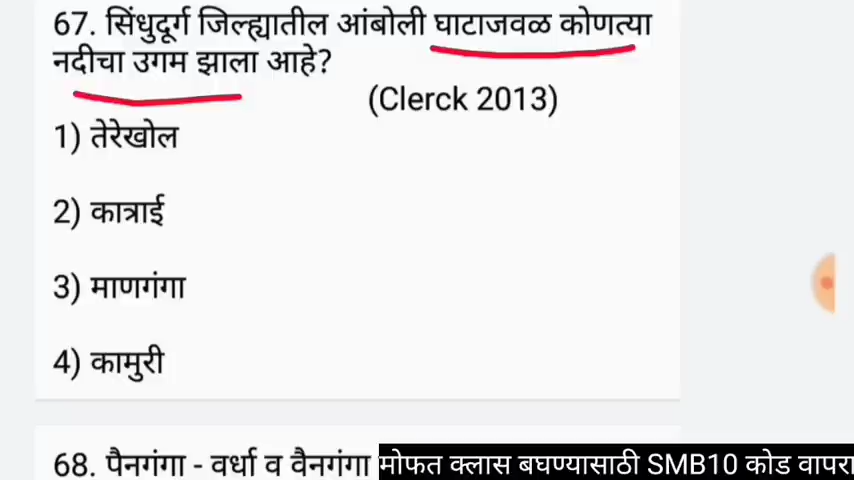 67. सिंधुदूर्ग जिल्ह्यातील आंबोली घाटाजवळ कोणत्या
नदीचा उगम झाला आहे?
(Clerck 2013)
1) तेरेखोल
2) कात्राई
3) माणगंगा
4) कामुरी
68. पैनगंगा - वर्धा व वैनगंगा
मोफत क्लास बघण्यासाठी SMB10 कोड वापरा